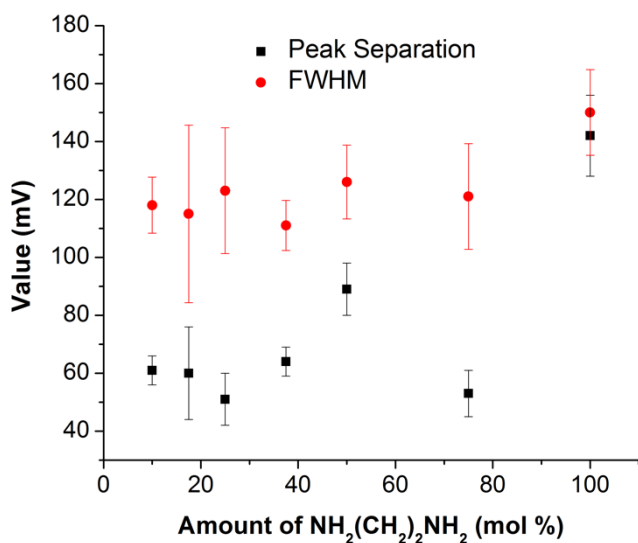 180
160
140
120
100
80
60
40
Value (mV)
Peak Separation
FWHM
0 20 40 60 80 100
Amount of NH₂(CH₂)₂NH₂ (mol %)